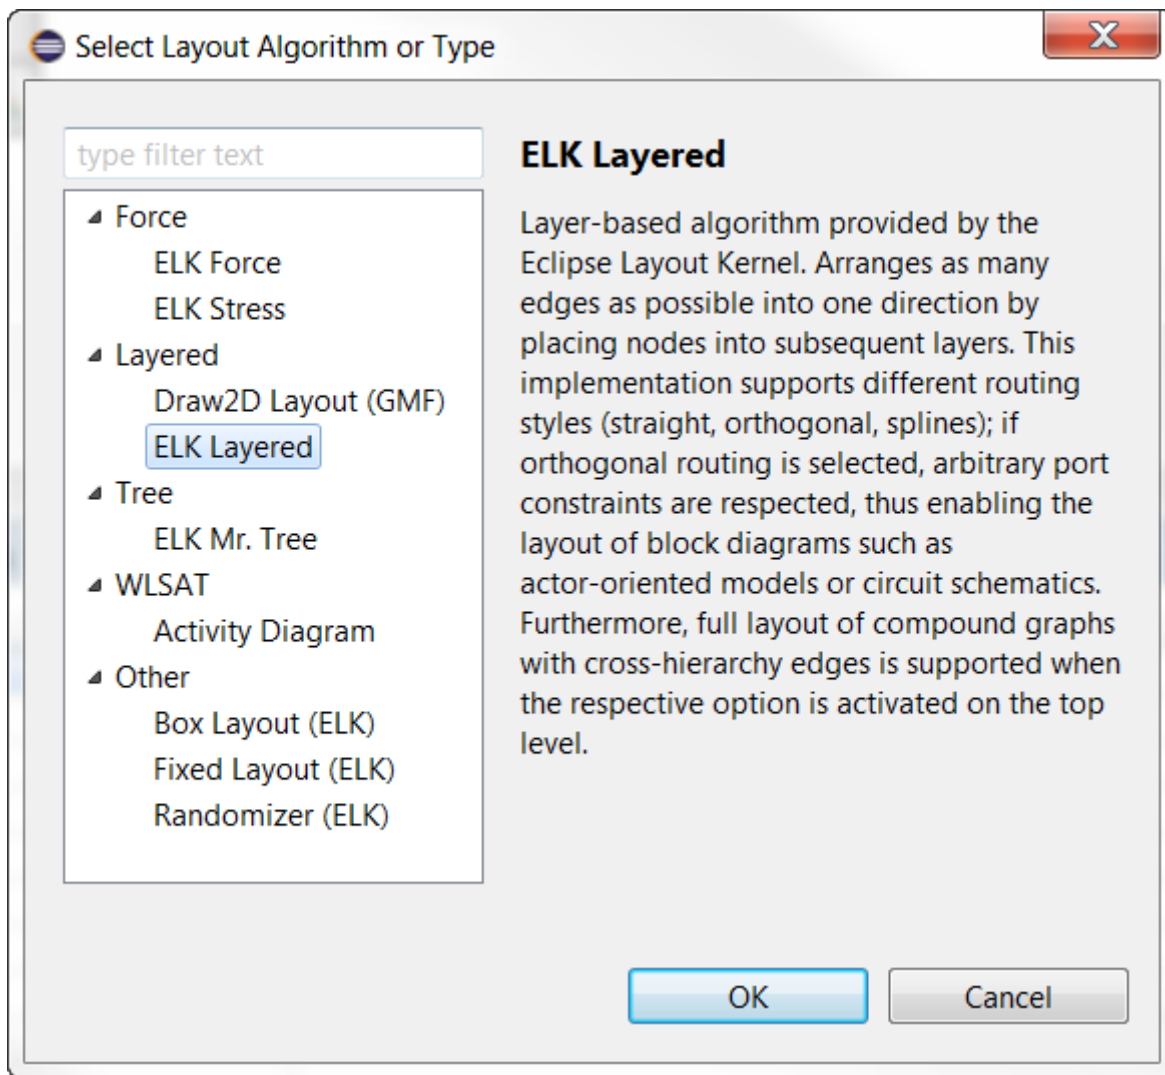 Select Layout Algorithm or Type
type filter text
Force
ELK Force
ELK Stress
Layered
Draw2D Layout (GMF)
ELK Layered
Tree
ELK Mr. Tree
WLSAT
Activity Diagram
Other
Box Layout (ELK)
Fixed Layout (ELK)
Randomizer (ELK)
ELK Layered
Layer-based algorithm provided by the
Eclipse Layout Kernel. Arranges as many
edges as possible into one direction by
placing nodes into subsequent layers. This
implementation supports different routing
styles (straight, orthogonal, splines); if
orthogonal routing is selected, arbitrary port
constraints are respected, thus enabling the
layout of block diagrams such as
actor-oriented models or circuit schematics.
Furthermore, full layout of compound graphs
with cross-hierarchy edges is supported when
the respective option is activated on the top
level.
OK
Cancel